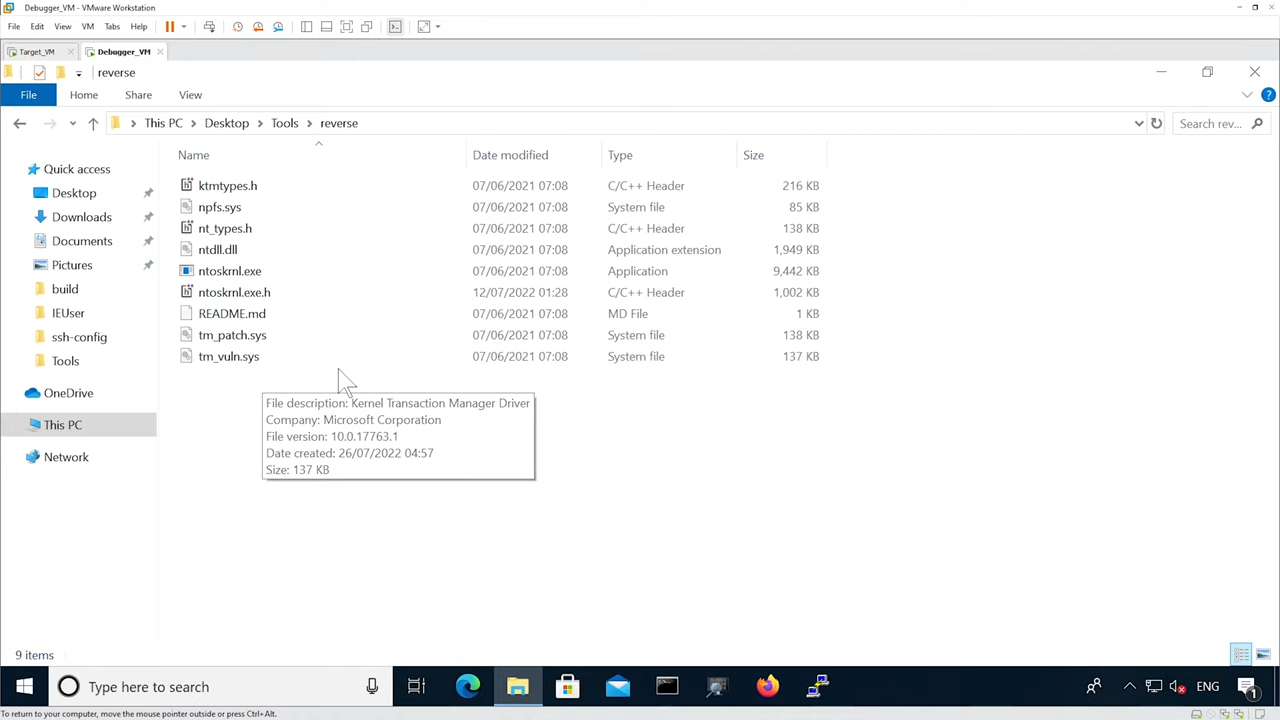 Debugger_VM - VMware Workstation
File Edit View VM Tabs Help
Target_VM Debugger_VM
reverse
File Home Share View
This PC Desktop Tools reverse Search rev...
Name Date modified Type Size
Quick access
Desktop
Downloads
Documents
Pictures
build
IEUser
ssh-config
Tools
OneDrive
This PC
Network
ktmtypes.h 07/06/2021 07:08 C/C++ Header 216 KB
npfs.sys 07/06/2021 07:08 System file 85 KB
nt_types.h 07/06/2021 07:08 C/C++ Header 138 KB
ntdll.dll 07/06/2021 07:08 Application extension 1,949 KB
ntoskrnl.exe 07/06/2021 07:08 Application 9,442 KB
ntoskrnl.exe.h 12/07/2022 01:28 C/C++ Header 1,002 KB
README.md 07/06/2021 07:08 MD File 1 KB
tm_patch.sys 07/06/2021 07:08 System file 138 KB
tm_vuln.sys 07/06/2021 07:08 System file 137 KB
File description: Kernel Transaction Manager Driver
Company: Microsoft Corporation
File version: 10.0.17763.1
Date created: 26/07/2022 04:57
Size: 137 KB
9 items
Type here to search
ENG
1
To return to your computer, move the mouse pointer outside or press Ctrl+Alt.